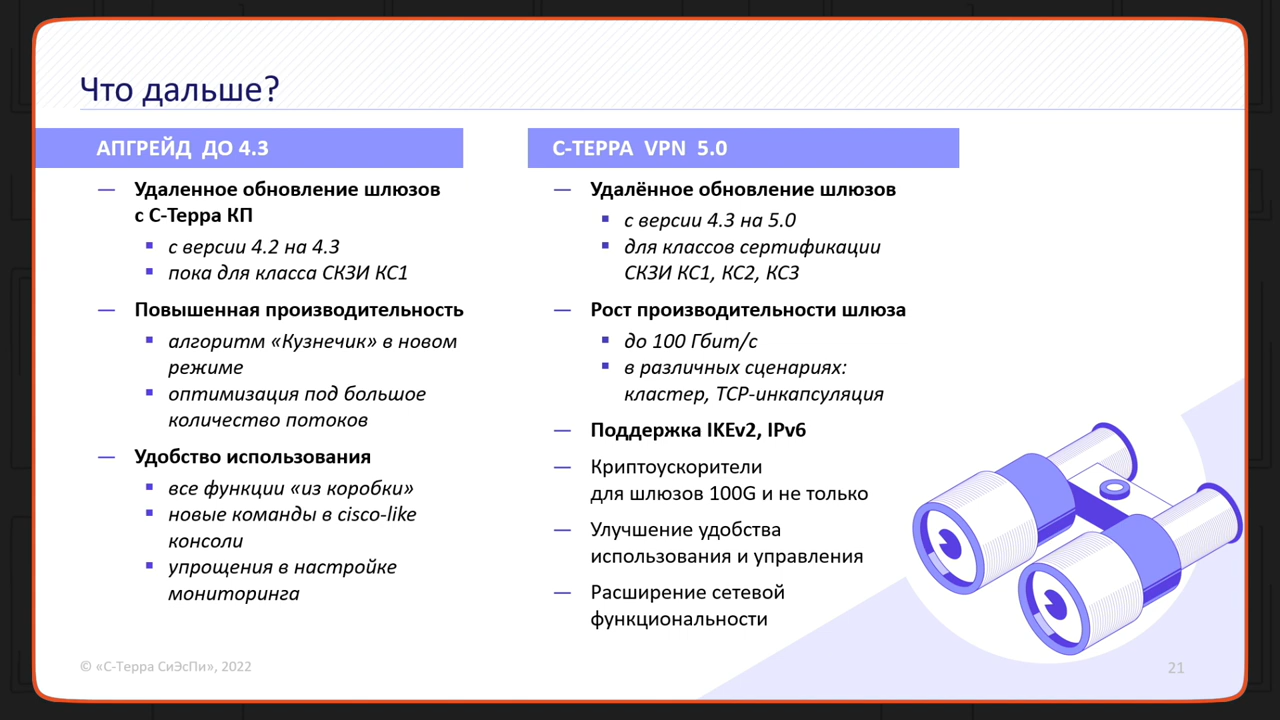 Что дальше?
АПГРЕЙД ДО 4.3
— Удаленное обновление шлюзов
с С-Терра КП
▪ с версии 4.2 на 4.3
▪ пока для класса СКЗИ КС1
— Повышенная производительность
▪ алгоритм «Кузнечик» в новом
режиме
▪ оптимизация под большое
количество потоков
— Удобство использования
▪ все функции «из коробки»
▪ новые команды в cisco-like
консоли
▪ упрощения в настройке
мониторинга
С-ТЕРРА VPN 5.0
— Удалённое обновление шлюзов
▪ с версии 4.3 на 5.0
▪ для классов сертификации
СКЗИ КС1, КС2, КС3
— Рост производительности шлюза
▪ до 100 Гбит/с
▪ в различных сценариях:
кластер, TCP-инкапсуляция
— Поддержка IKEv2, IPv6
— Криптоускорители
для шлюзов 100G и не только
— Улучшение удобства
использования и управления
— Расширение сетевой
функциональности
© «С-Терра СиЭсПи», 2022
21